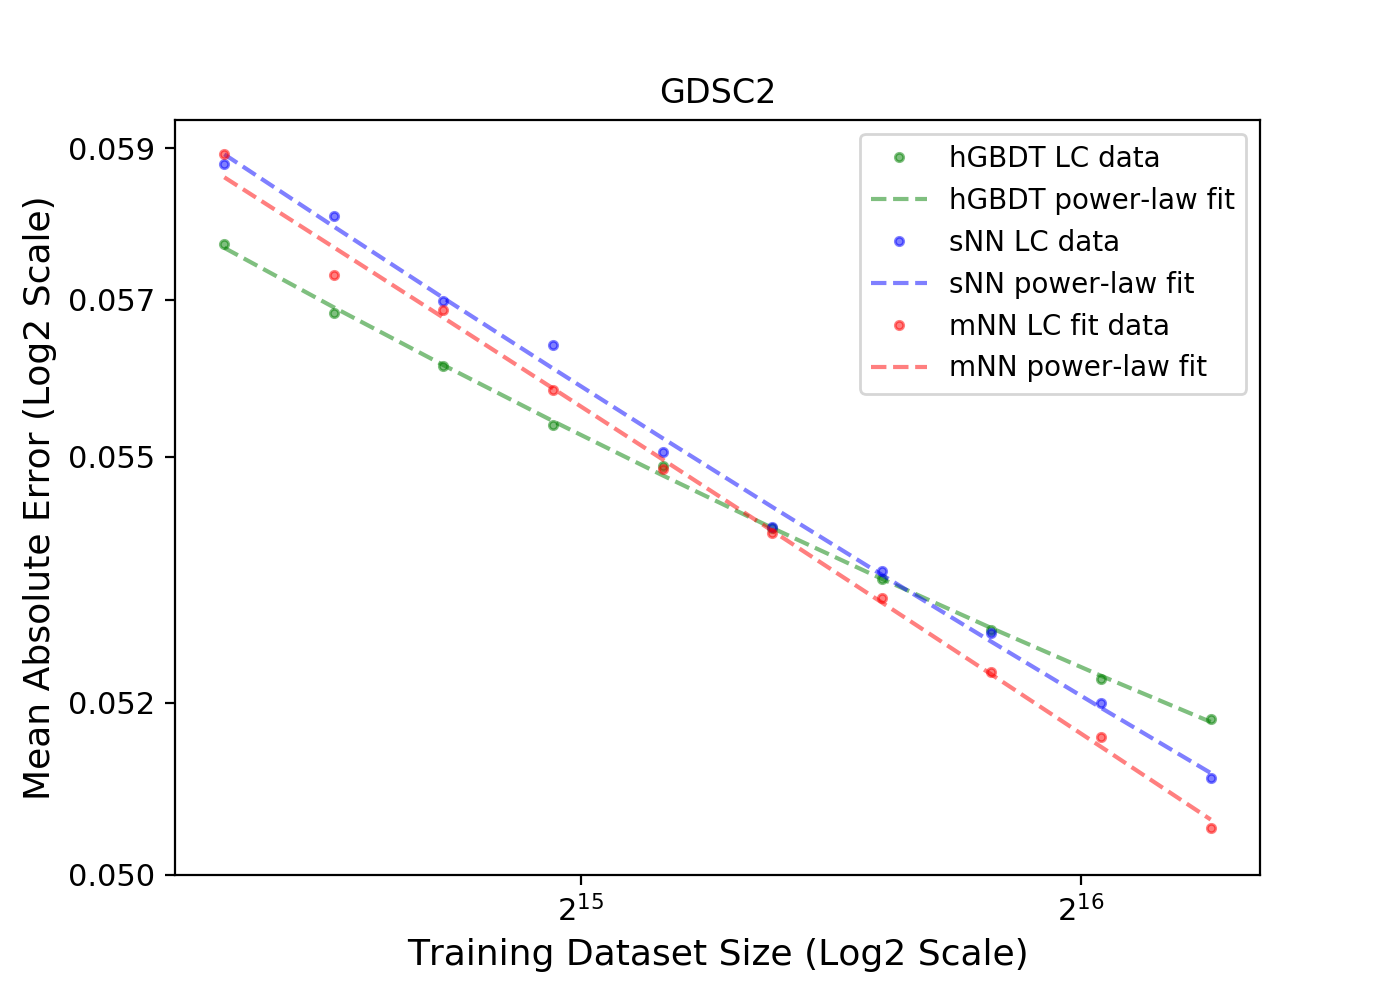 GDSC2
Mean Absolute Error (Log2 Scale)
0.059
0.057
0.055
0.052
0.050
hGBDT LC data
hGBDT power-law fit
sNN LC data
sNN power-law fit
mNN LC fit data
mNN power-law fit
2¹⁵
2¹⁶
Training Dataset Size (Log2 Scale)